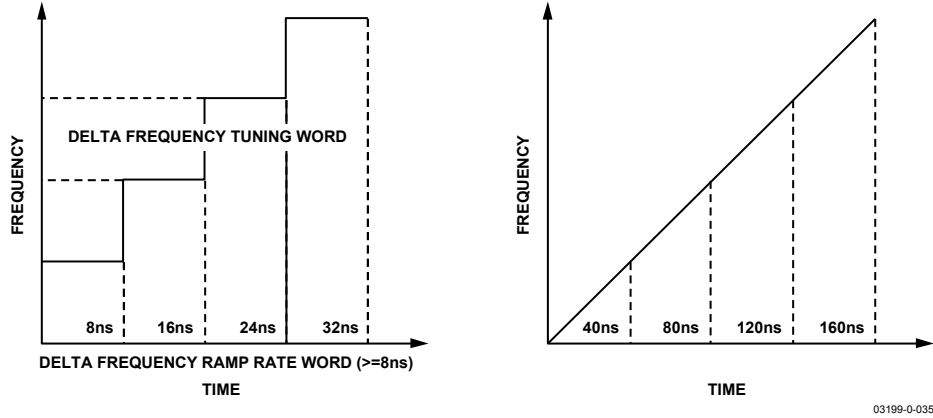 FREQUENCY
DELTA FREQUENCY TUNING WORD
8ns 16ns 24ns 32ns
DELTA FREQUENCY RAMP RATE WORD (>=8ns)
TIME
FREQUENCY
40ns 80ns 120ns 160ns
TIME
03199-0-035